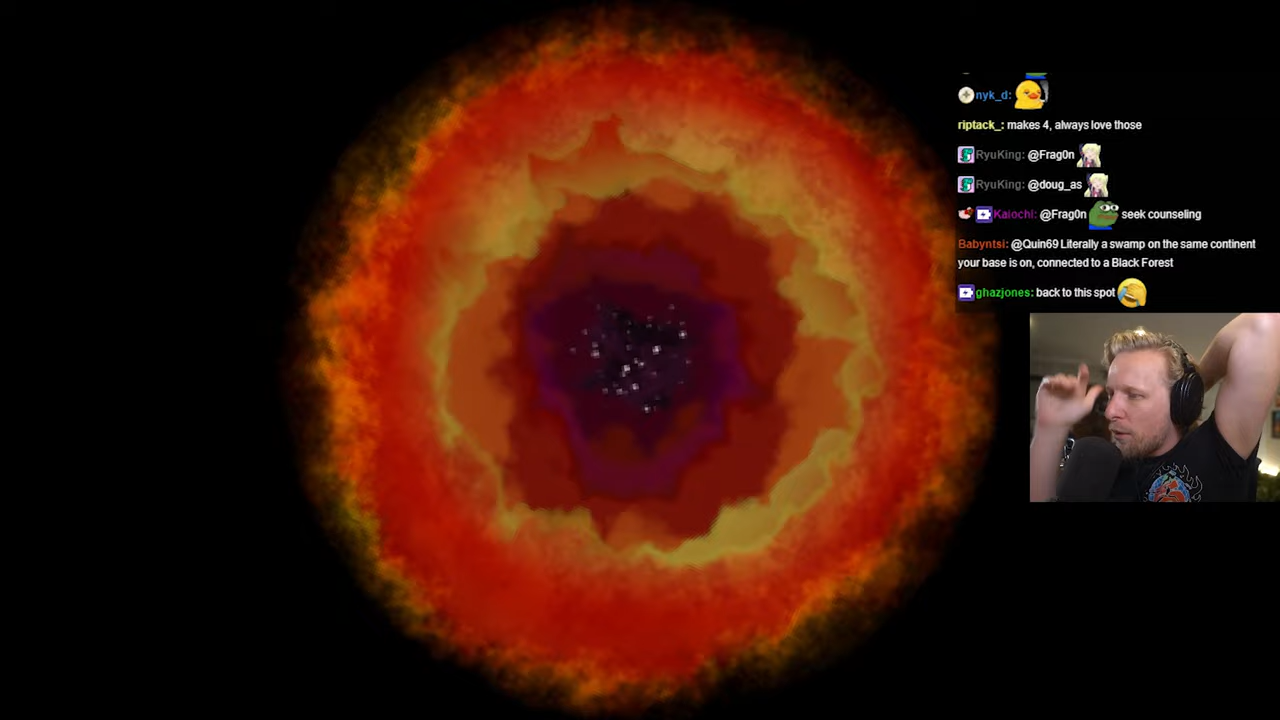 nyk_d:
riptack_: makes 4, always love those
RyuKing: @Frag0n
RyuKing: @doug_as
Kaiochi: @Frag0n seek counseling
Babyntsi: @Quin69 Literally a swamp on the same continent
your base is on, connected to a Black Forest
ghazjones: back to this spot